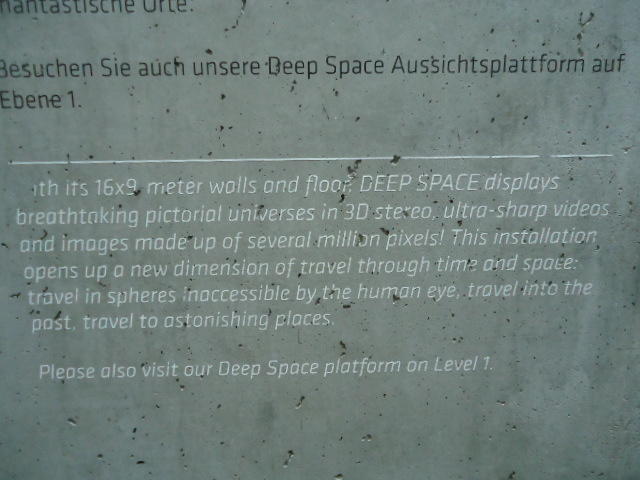 hantastische Orte.
Besuchen Sie auch unsere Deep Space Aussichtsplattform auf
Ebene 1.
ith its 16x9 meter walls and floor, DEEP SPACE displays
breathtaking pictorial universes in 3D stereo, ultra-sharp videos
and images made up of several million pixels! This installation
opens up a new dimension of travel through time and space:
travel in spheres inaccessible by the human eye, travel into the
past, travel to astonishing places.
Please also visit our Deep Space platform on Level 1.